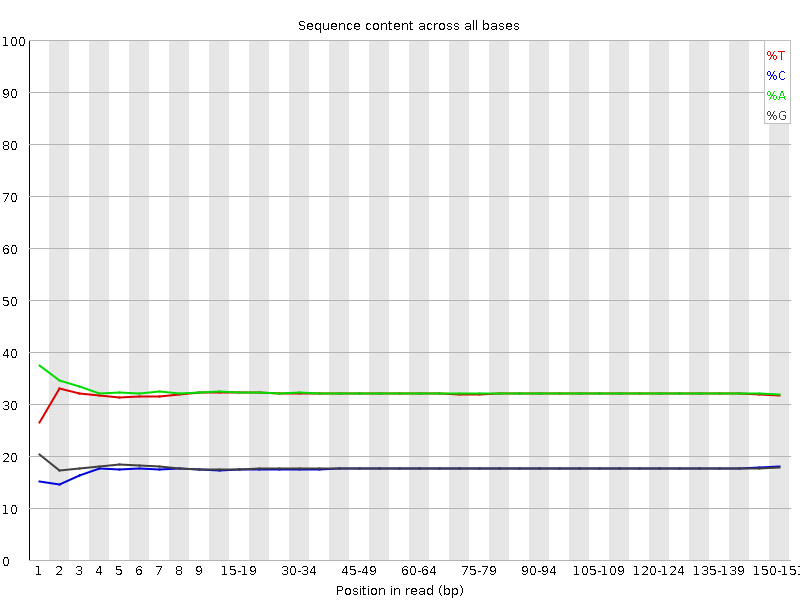 Sequence content across all bases
100
90
80
70
60
50
40
30
20
10
0
%T
%C
%A
%G
1 2 3 4 5 6 7 8 9 15-19 30-34 45-49 60-64 75-79 90-94 105-109 120-124 135-139 150-151
Position in read (bp)